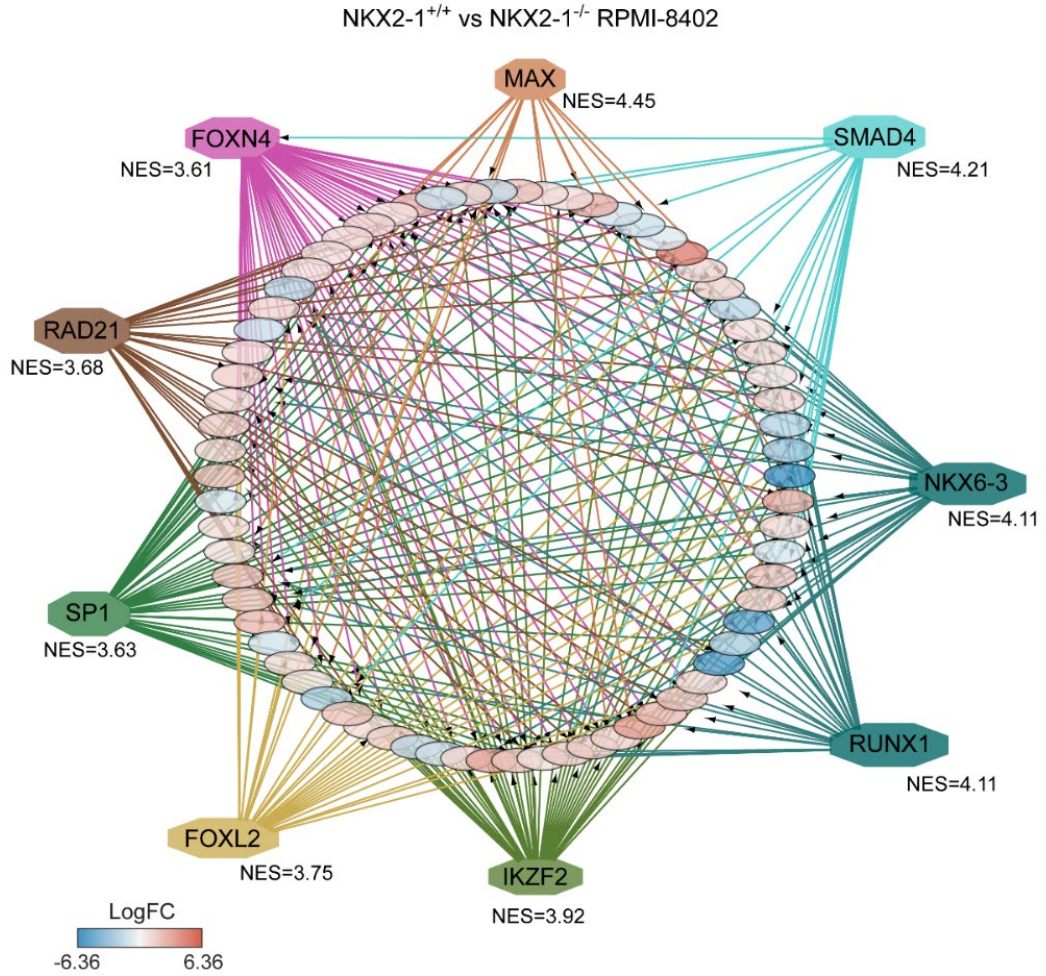 NKX2-1+/+ vs NKX2-1-/- RPMI-8402
MAX
NES=4.45
FOXN4
NES=3.61
SMAD4
NES=4.21
RAD21
NES=3.68
NKX6-3
NES=4.11
SP1
NES=3.63
RUNX1
NES=4.11
FOXL2
NES=3.75
IKZF2
NES=3.92
LogFC
-6.36 6.36